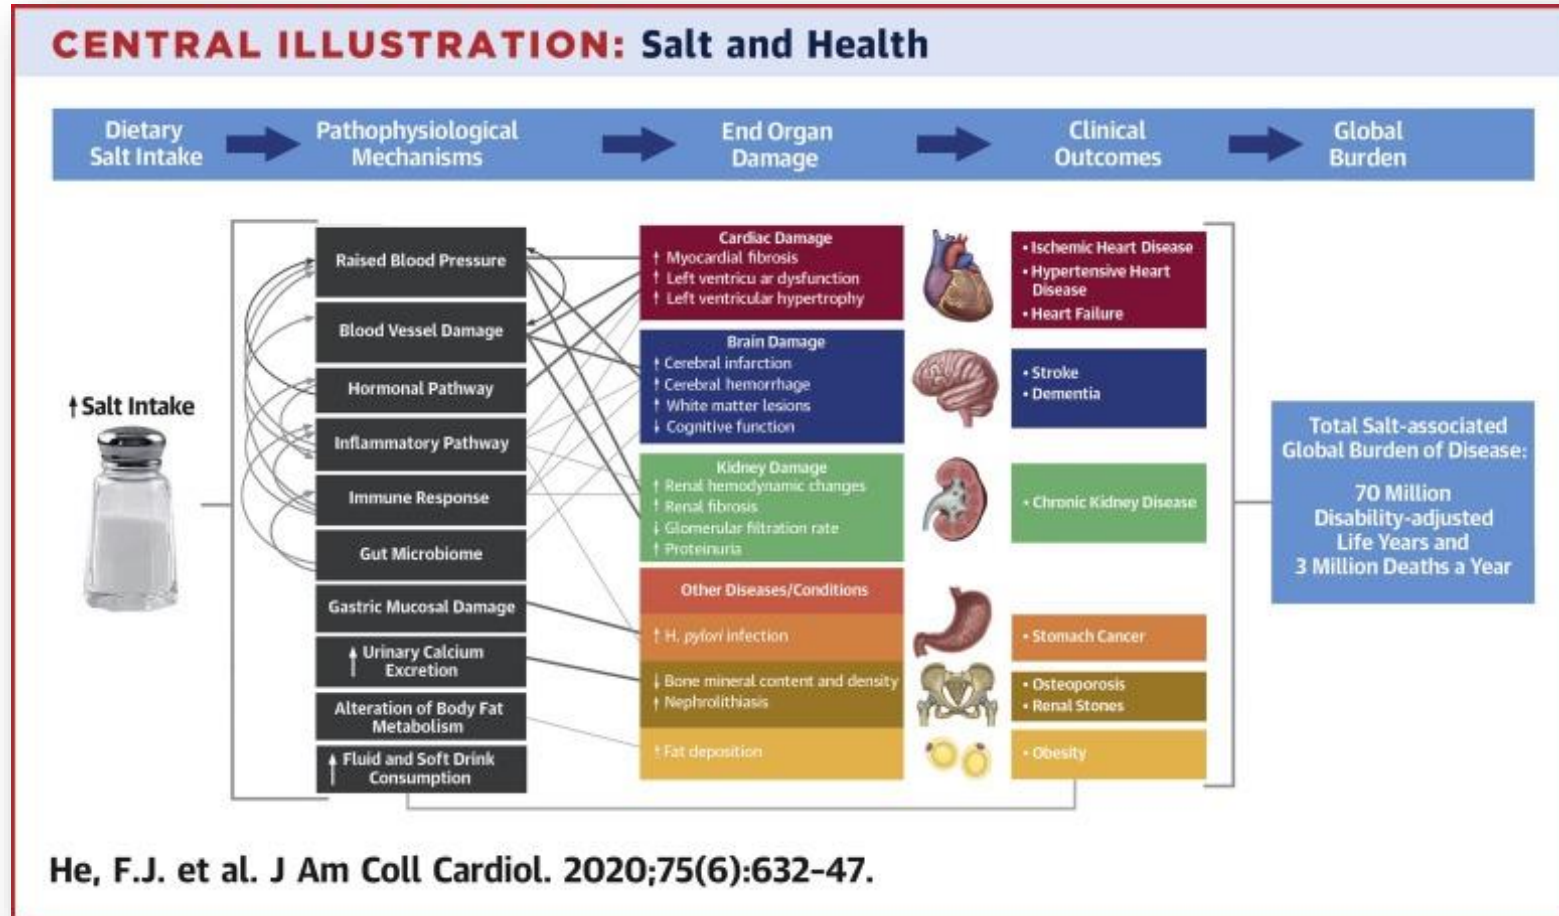 CENTRAL ILLUSTRATION: Salt and Health
Dietary
Salt Intake
Pathophysiological
Mechanisms
End Organ
Damage
Clinical
Outcomes
Global
Burden
↑Salt Intake
Raised Blood Pressure
Blood Vessel Damage
Hormonal Pathway
Inflammatory Pathway
Immune Response
Gut Microbiome
Gastric Mucosal Damage
↑ Urinary Calcium
Excretion
Alteration of Body Fat
Metabolism
↑ Fluid and Soft Drink
Consumption
Cardiac Damage
↑ Myocardial fibrosis
↑ Left ventricu ar dysfunction
↑ Left ventricular hypertrophy
Brain Damage
↑ Cerebral infarction
↑ Cerebral hemorrhage
↑ White matter lesions
↓ Cognitive function
Kidney Damage
↑ Renal hemodynamic changes
↑ Renal fibrosis
↓ Glomerular filtration rate
↑ Proteinuria
Other Diseases/Conditions
↑ H. pylori infection
↓ Bone mineral content and density
↑ Nephrolithiasis
↑ Fat deposition
• Ischemic Heart Disease
• Hypertensive Heart
Disease
• Heart Failure
• Stroke
• Dementia
• Chronic Kidney Disease
• Stomach Cancer
• Osteoporosis
• Renal Stones
• Obesity
Total Salt-associated
Global Burden of Disease:
70 Million
Disability-adjusted
Life Years and
3 Million Deaths a Year
He, F.J. et al. J Am Coll Cardiol. 2020;75(6):632–47.